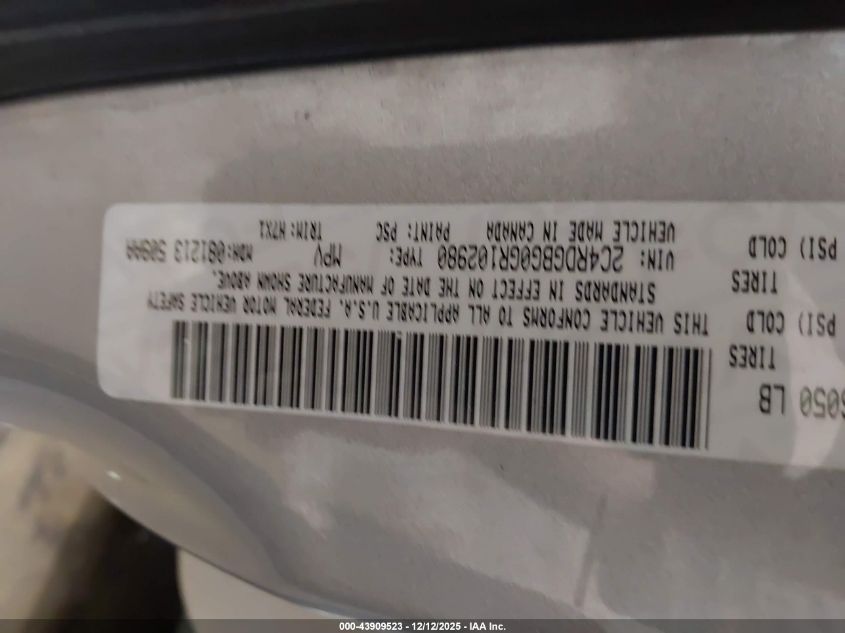 6050 LB
TIRES
PSI) COLD
TIRES
PSI) COLD
THIS VEHICLE CONFORMS TO ALL APPLICABLE U.S.A. FEDERAL MOTOR VEHICLE SAFETY
STANDARDS IN EFFECT ON THE DATE OF MANUFACTURE SHOWN ABOVE.
VIN: 2C4RDGBG0GR102980 TYPE: MPV MDH:081213 509AA
VEHICLE MADE IN CANADA PAINT: PSC TRIM: H7X1
000-43909523 - 12/12/2025 - IAA Inc.